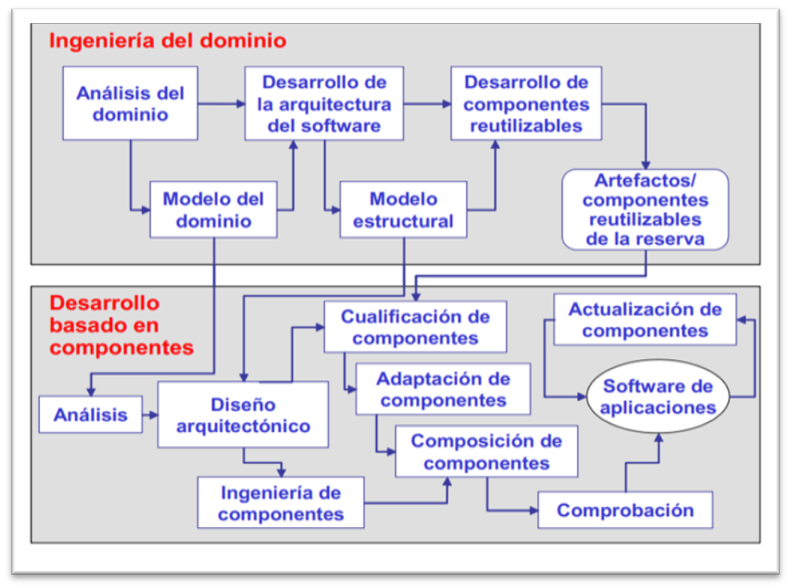 Ingeniería del dominio
Análisis del
dominio
Desarrollo de
la arquitectura
del software
Desarrollo de
componentes
reutilizables
Modelo del
dominio
Modelo
estructural
Artefactos/
componentes
reutilizables
de la reserva
Desarrollo
basado en
componentes
Cualificación de
componentes
Actualización de
componentes
Adaptación de
componentes
Software de
aplicaciones
Análisis
Diseño
arquitectónico
Composición de
componentes
Ingeniería de
componentes
Comprobación